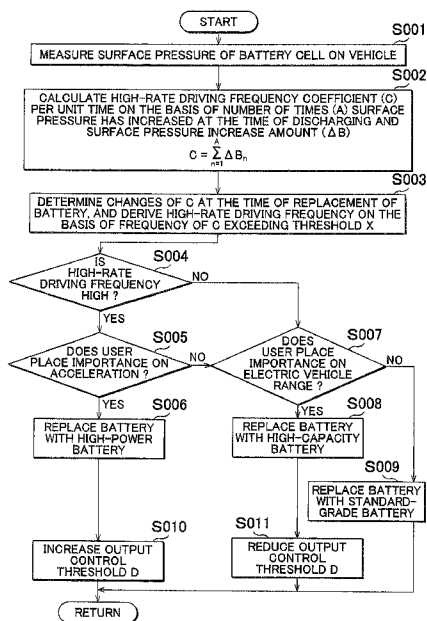 START
S001
MEASURE SURFACE PRESSURE OF BATTERY CELL ON VEHICLE
S002
CALCULATE HIGH-RATE DRIVING FREQUENCY COEFFICIENT (C)
PER UNIT TIME ON THE BASIS OF NUMBER OF TIMES (A) SURFACE
PRESSURE HAS INCREASED AT THE TIME OF DISCHARGING AND
SURFACE PRESSURE INCREASE AMOUNT (ΔB)
A
C = Σ ΔBn
n=1
S003
DETERMINE CHANGES OF C AT THE TIME OF REPLACEMENT OF
BATTERY, AND DERIVE HIGH-RATE DRIVING FREQUENCY ON THE
BASIS OF FREQUENCY OF C EXCEEDING THRESHOLD X
S004
IS
HIGH-RATE
DRIVING FREQUENCY
HIGH ?
NO
YES
S005
DOES USER
PLACE IMPORTANCE ON
ACCELERATION ?
NO
YES
S007
DOES
USER PLACE
IMPORTANCE ON
ELECTRIC VEHICLE
RANGE ?
NO
YES
S006
REPLACE BATTERY
WITH HIGH-POWER
BATTERY
S008
REPLACE BATTERY
WITH HIGH-CAPACITY
BATTERY
S009
REPLACE BATTERY
WITH STANDARD-
GRADE BATTERY
S010
INCREASE OUTPUT
CONTROL
THRESHOLD D
S011
REDUCE OUTPUT
CONTROL
THRESHOLD D
RETURN